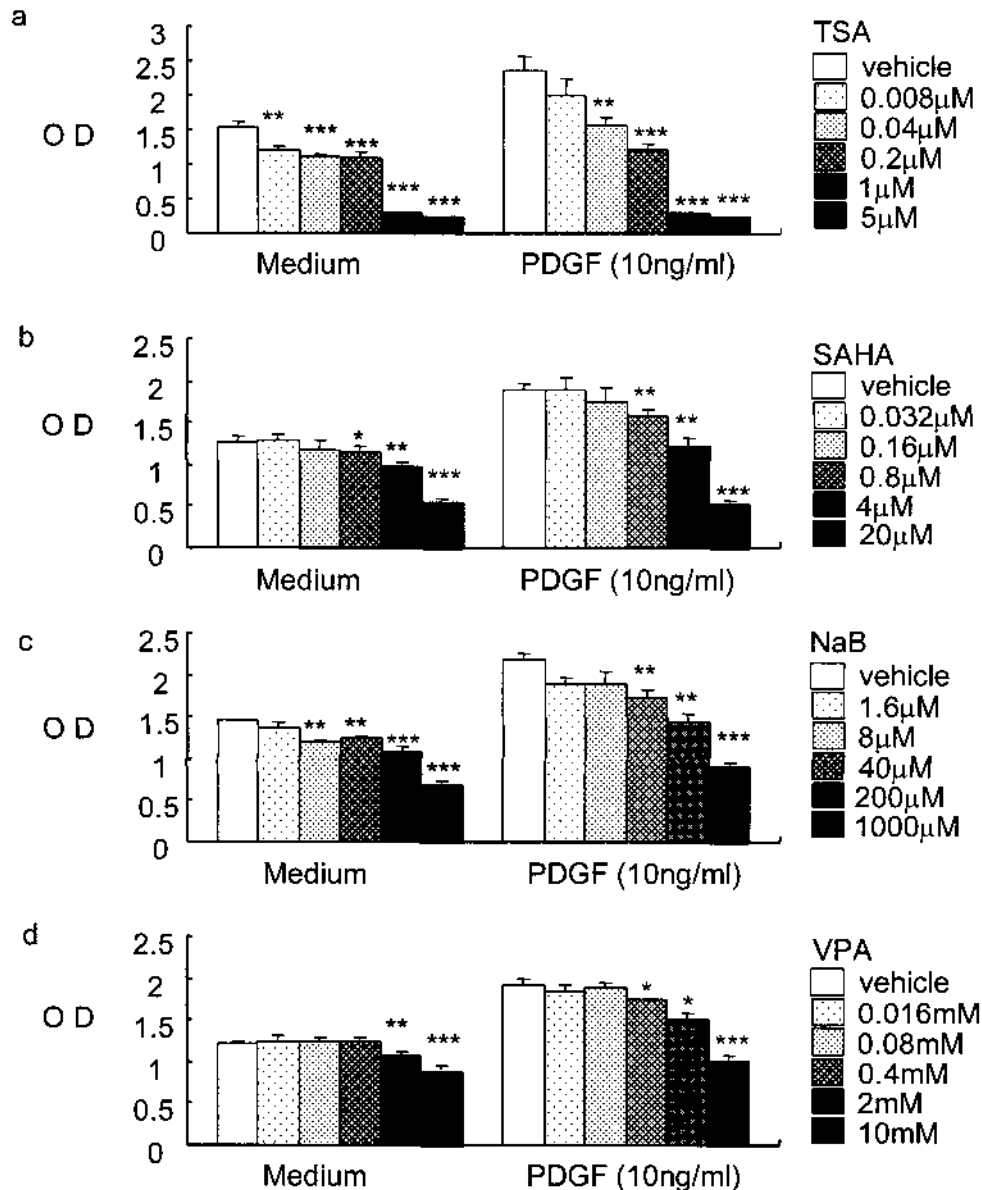 a
TSA
3
2.5
2
1.5
1
0.5
0
O D
** *** *** *** ***
** *** *** ***
Medium
PDGF (10ng/ml)
vehicle
0.008μM
0.04μM
0.2μM
1μM
5μM
b
SAHA
2.5
2
1.5
1
0.5
0
O D
* ** ***
** ** ***
Medium
PDGF (10ng/ml)
vehicle
0.032μM
0.16μM
0.8μM
4μM
20μM
c
NaB
2.5
2
1.5
1
0.5
0
O D
** ** *** ***
** ** ***
Medium
PDGF (10ng/ml)
vehicle
1.6μM
8μM
40μM
200μM
1000μM
d
VPA
2.5
2
1.5
1
0.5
0
O D
** ***
* * ***
Medium
PDGF (10ng/ml)
vehicle
0.016mM
0.08mM
0.4mM
2mM
10mM